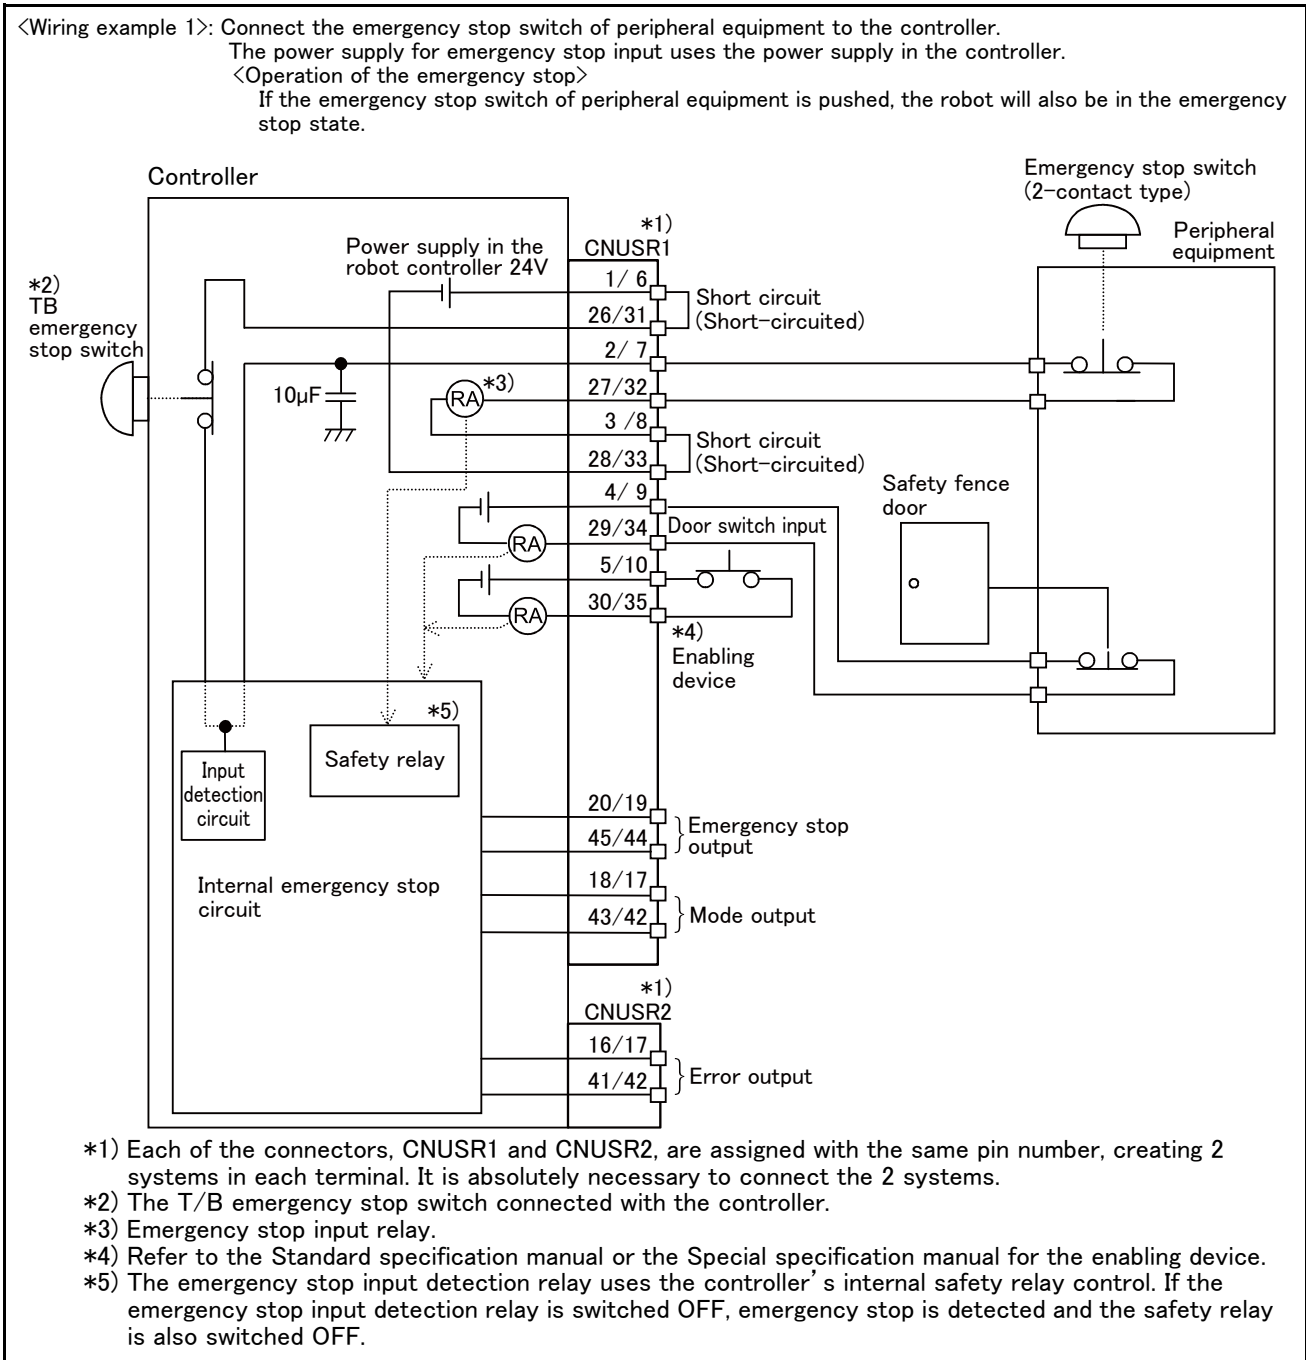 <Wiring example 1>: Connect the emergency stop switch of peripheral equipment to the controller.
The power supply for emergency stop input uses the power supply in the controller.
<Operation of the emergency stop>
If the emergency stop switch of peripheral equipment is pushed, the robot will also be in the emergency
stop state.
Controller
Emergency stop switch
(2-contact type)
Peripheral
equipment
*1)
CNUSR1
Power supply in the
robot controller 24V
*2)
TB
emergency
stop switch
1/ 6
26/31
Short circuit
(Short-circuited)
2/ 7
10μF
RA
*3)
27/32
3 /8
28/33
Short circuit
(Short-circuited)
4/ 9
29/34
Door switch input
RA
5/10
30/35
RA
*4)
Enabling
device
Safety fence
door
*5)
Safety relay
Input
detection
circuit
Internal emergency stop
circuit
20/19
45/44
Emergency stop
output
18/17
43/42
Mode output
*1)
CNUSR2
16/17
41/42
Error output
*1) Each of the connectors, CNUSR1 and CNUSR2, are assigned with the same pin number, creating 2
systems in each terminal. It is absolutely necessary to connect the 2 systems.
*2) The T/B emergency stop switch connected with the controller.
*3) Emergency stop input relay.
*4) Refer to the Standard specification manual or the Special specification manual for the enabling device.
*5) The emergency stop input detection relay uses the controller's internal safety relay control. If the
emergency stop input detection relay is switched OFF, emergency stop is detected and the safety relay
is also switched OFF.